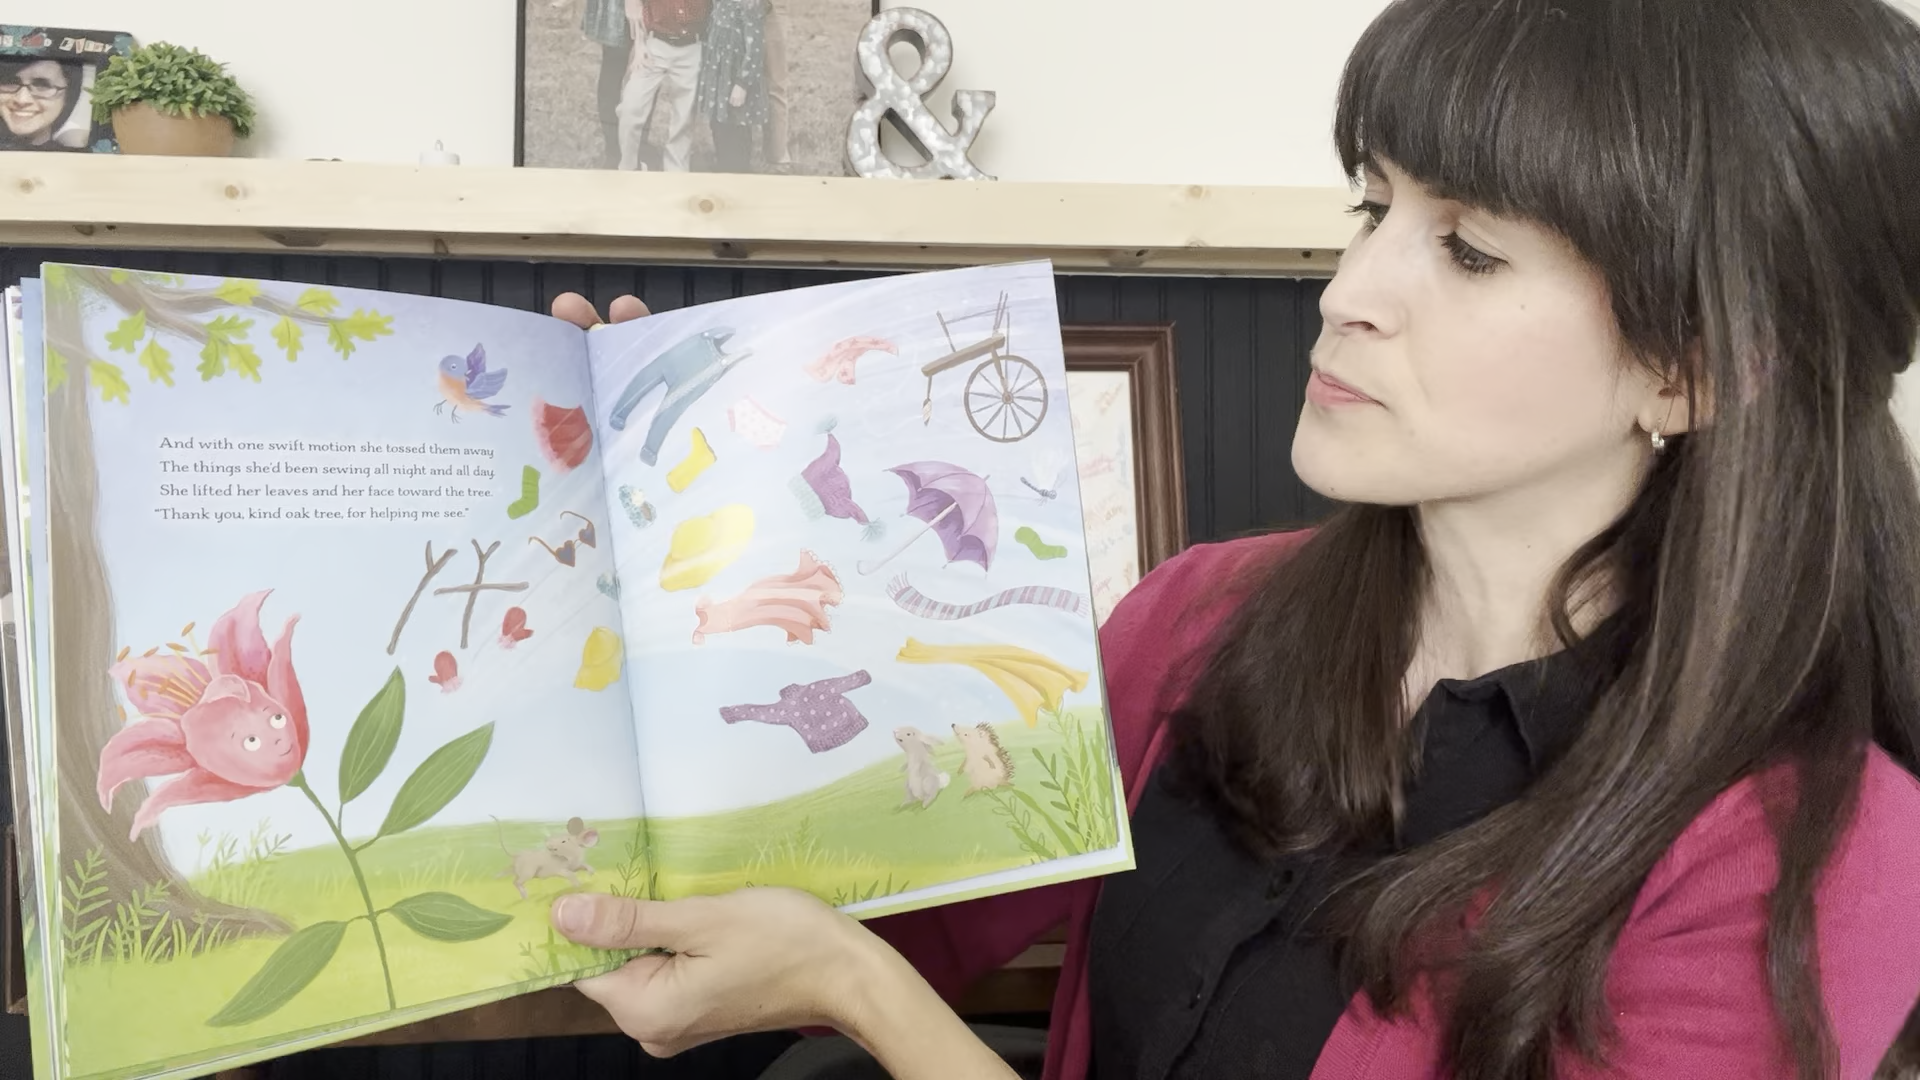 And with one swift motion she tossed them away
The things she'd been sewing all night and all day.
She lifted her leaves and her face toward the tree.
"Thank you, kind oak tree, for helping me see."
&